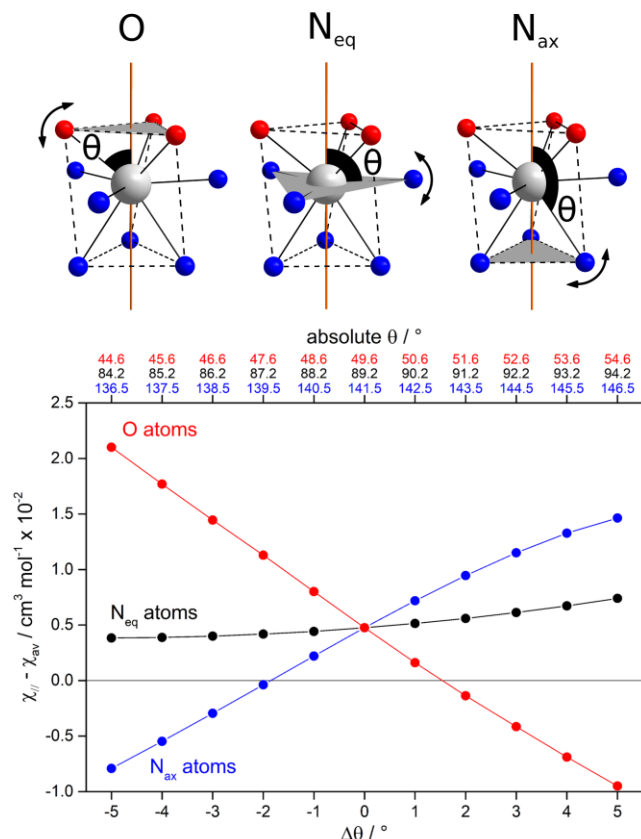 O N_eq N_ax
θ θ θ
absolute θ / °
44.6 45.6 46.6 47.6 48.6 49.6 50.6 51.6 52.6 53.6 54.6
84.2 85.2 86.2 87.2 88.2 89.2 90.2 91.2 92.2 93.2 94.2
136.5 137.5 138.5 139.5 140.5 141.5 142.5 143.5 144.5 145.5 146.5
χ// - χav / cm³ mol⁻¹ x 10⁻²
2.5
2.0
1.5
1.0
0.5
0.0
-0.5
-1.0
O atoms
N_eq atoms
N_ax atoms
-5 -4 -3 -2 -1 0 1 2 3 4 5
Δθ / °